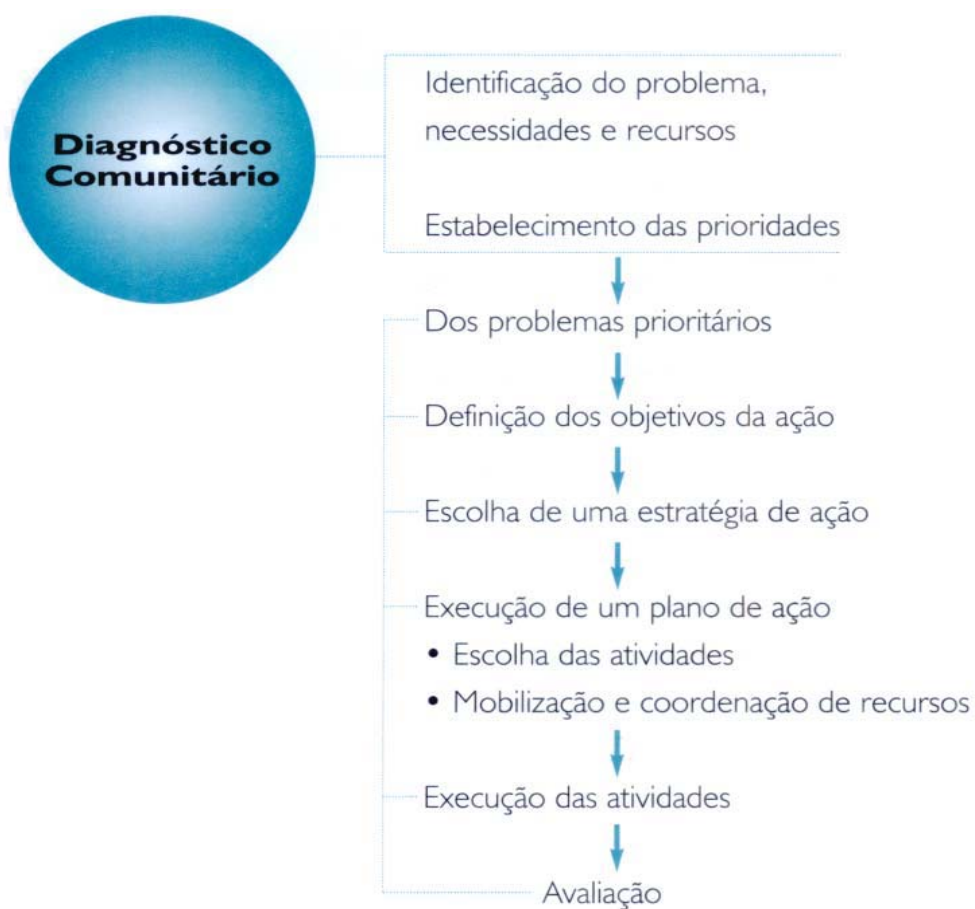 Diagnóstico
Comunitário
Identificação do problema,
necessidades e recursos
Estabelecimento das prioridades
Dos problemas prioritários
Definição dos objetivos da ação
Escolha de uma estratégia de ação
Execução de um plano de ação
• Escolha das atividades
• Mobilização e coordenação de recursos
Execução das atividades
Avaliação